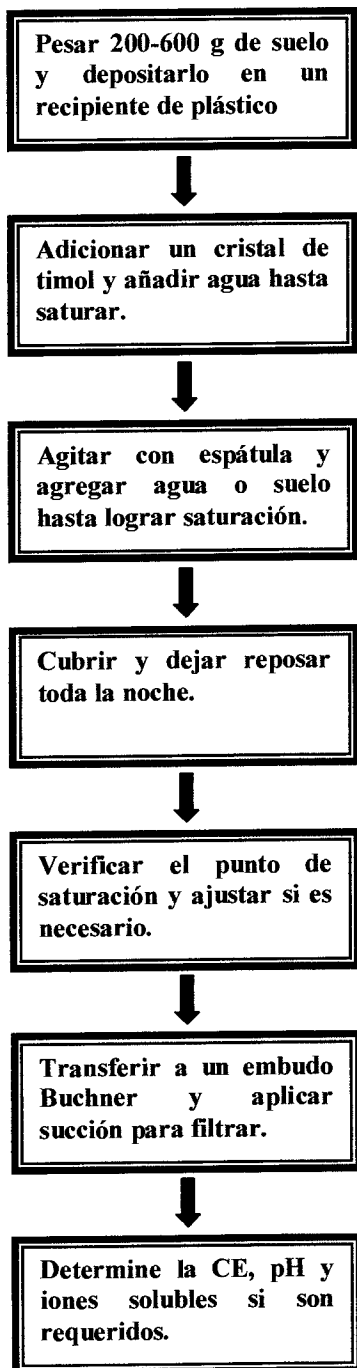 Pesar 200-600 g de suelo
y depositarlo en un
recipiente de plástico
Adicionar un cristal de
timol y añadir agua hasta
saturar.
Agitar con espátula y
agregar agua o suelo
hasta lograr saturación.
Cubrir y dejar reposar
toda la noche.
Verificar el punto de
saturación y ajustar si es
necesario.
Transferir a un embudo
Buchner y aplicar
succión para filtrar.
Determine la CE, pH y
iones solubles si son
requeridos.